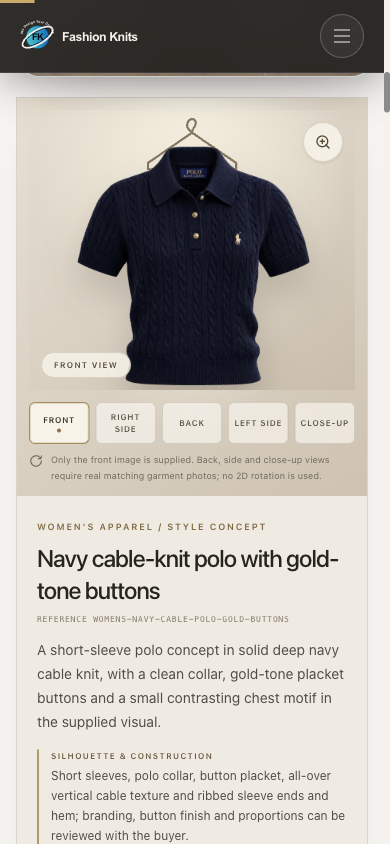 We Design Your Dreams
FK
Fashion Knits
POLO
FRONT VIEW
FRONT
RIGHT
SIDE
BACK
LEFT SIDE
CLOSE-UP
Only the front image is supplied. Back, side and close-up views
require real matching garment photos; no 2D rotation is used.
WOMEN'S APPAREL / STYLE CONCEPT
Navy cable-knit polo with gold-
tone buttons
REFERENCE WOMENS-NAVY-CABLE-POLO-GOLD-BUTTONS
A short-sleeve polo concept in solid deep navy
cable knit, with a clean collar, gold-tone placket
buttons and a small contrasting chest motif in
the supplied visual.
SILHOUETTE & CONSTRUCTION
Short sleeves, polo collar, button placket, all-over
vertical cable texture and ribbed sleeve ends and
hem; branding, button finish and proportions can be
reviewed with the buyer.